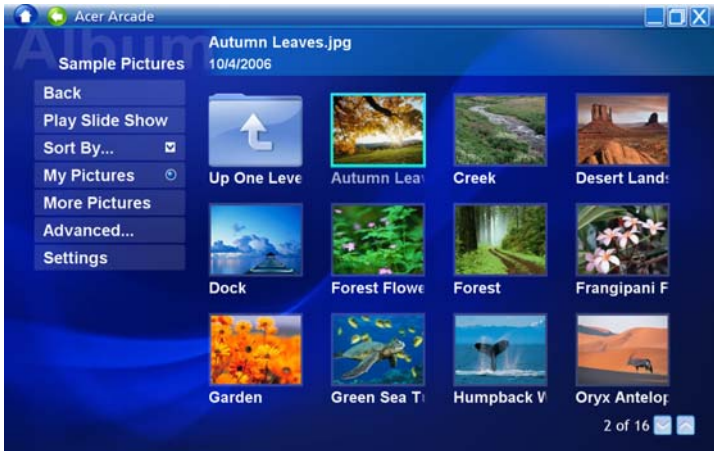 Acer Arcade
Album
Autumn Leaves.jpg
10/4/2006
Sample Pictures
Back
Play Slide Show
Sort By...
My Pictures
More Pictures
Advanced...
Settings
Up One Leve
Autumn Leav
Creek
Desert Lands
Dock
Forest Flowe
Forest
Frangipani F
Garden
Green Sea Tu
Humpback W
Oryx Antelop
2 of 16